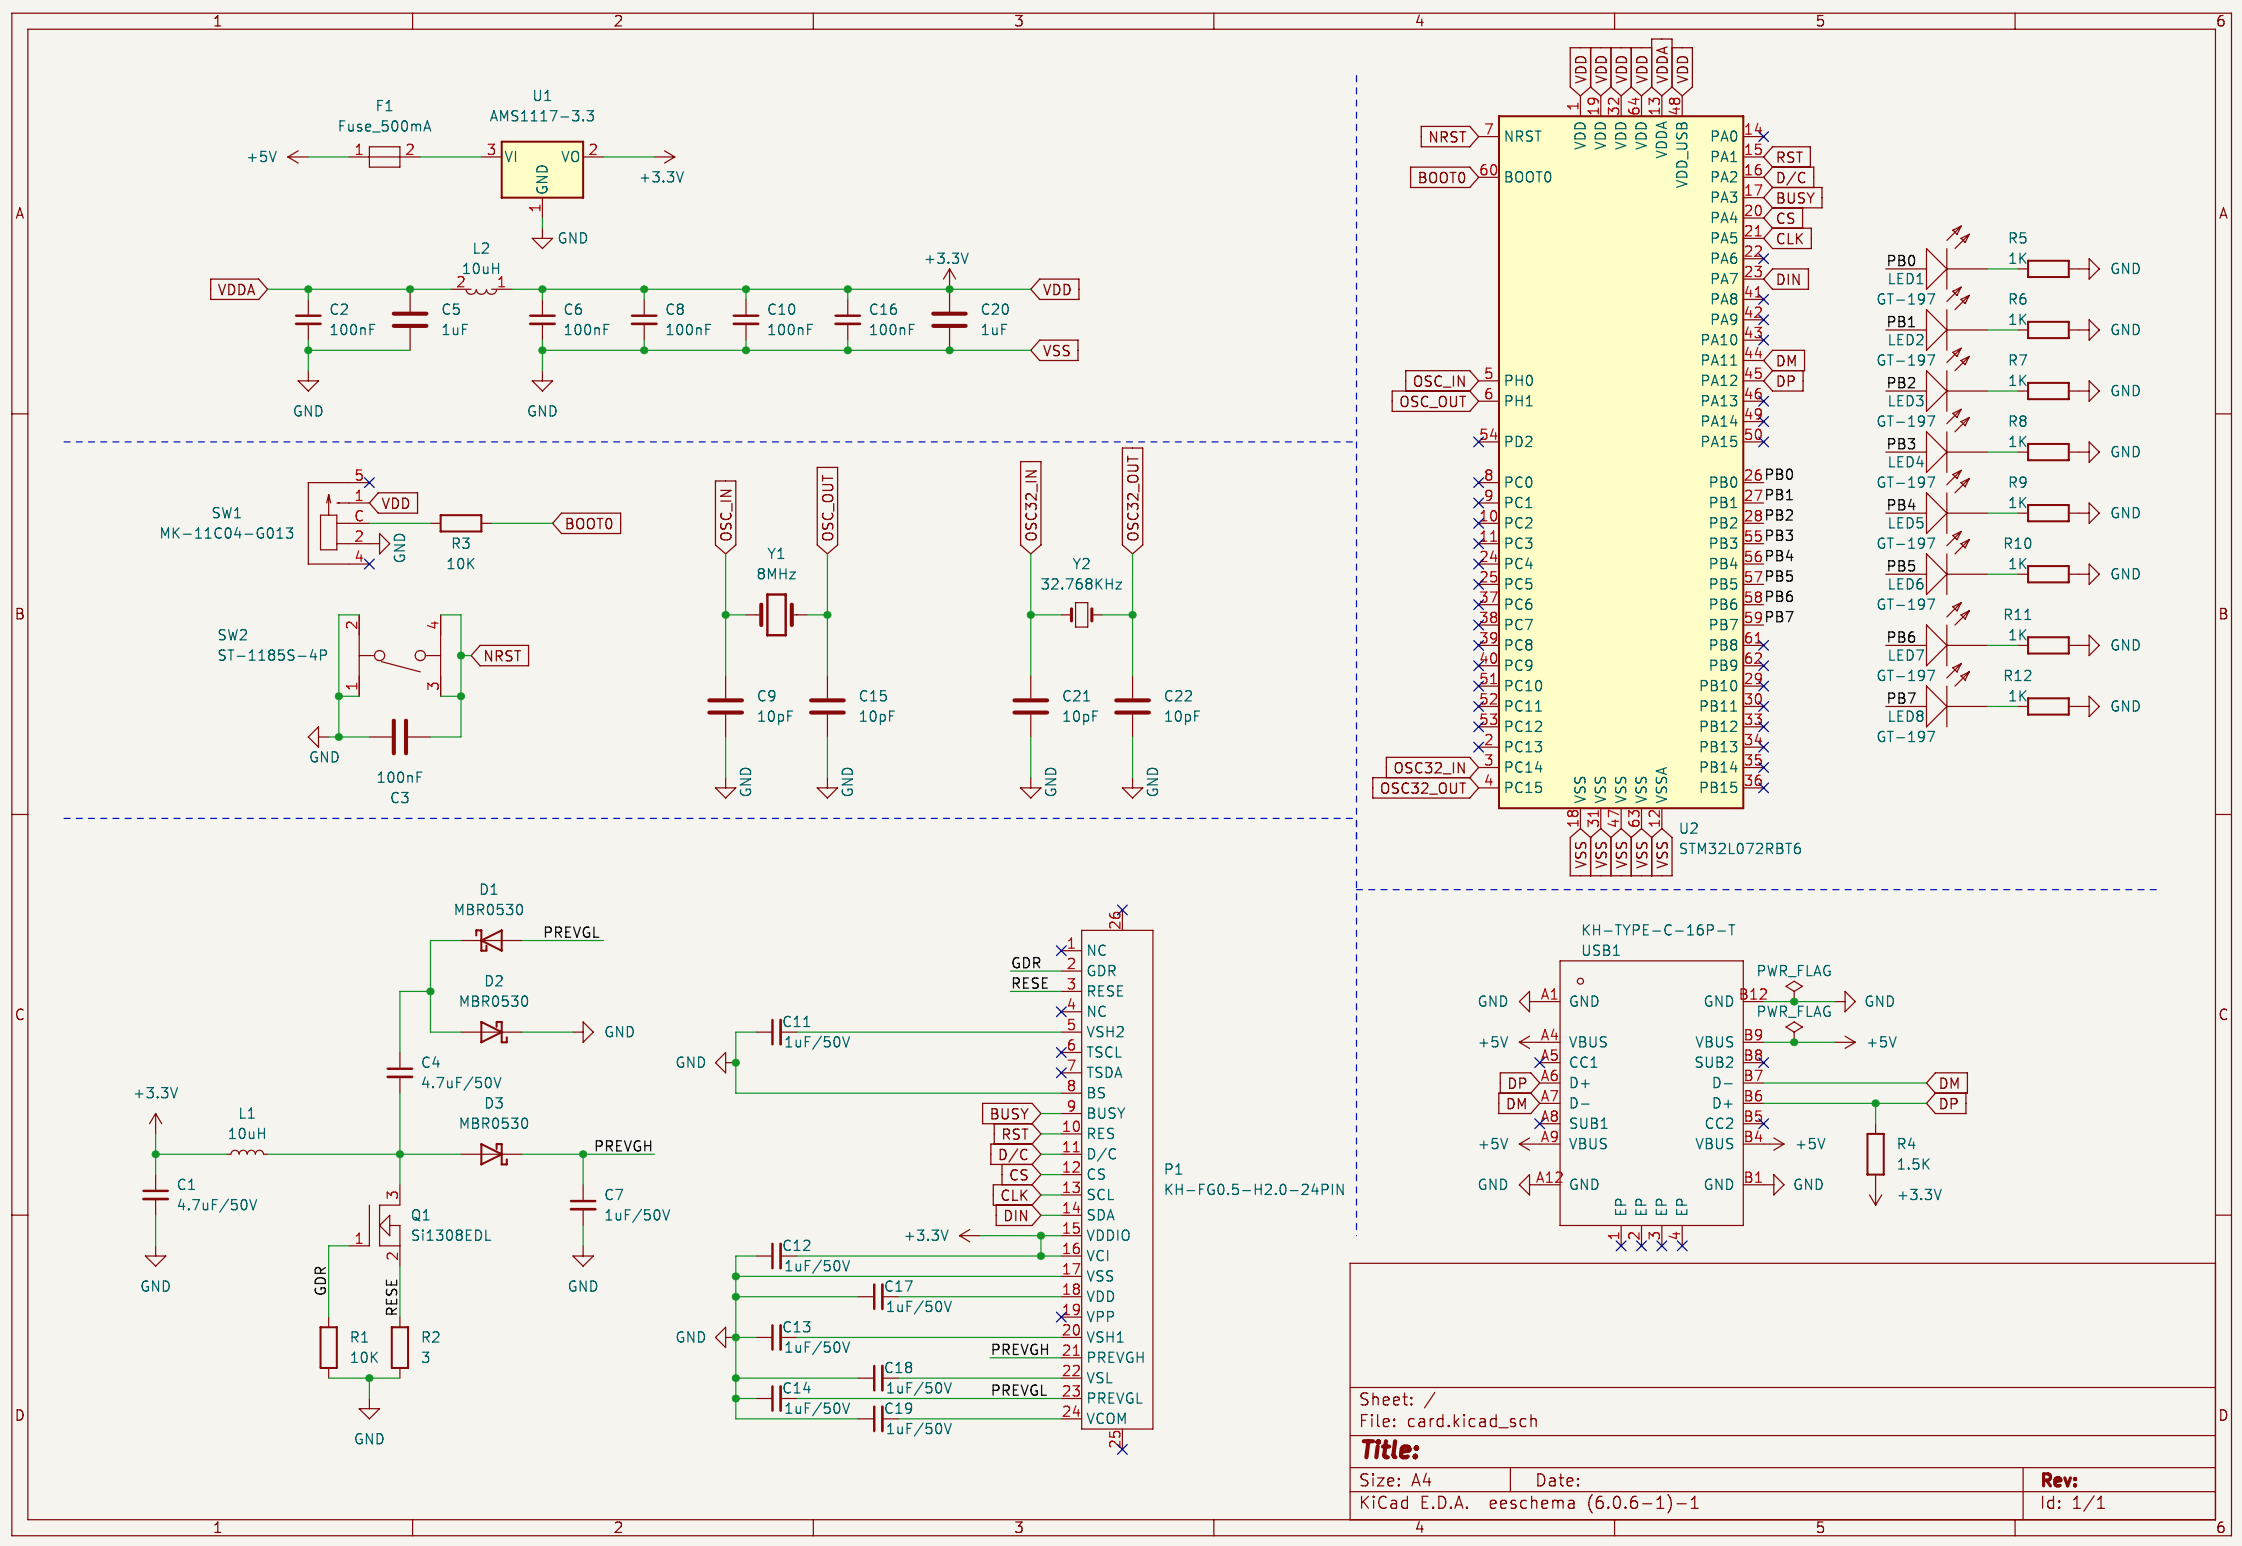 1 2 3 4 5 6
A
B
C
D
F1
Fuse_500mA
+5V
1 2
U1
AMS1117-3.3
3 VI VO 2
GND
1
+3.3V
GND
L2
10uH
2 1
VDDA
C2
100nF
C5
1uF
C6
100nF
C8
100nF
C10
100nF
C16
100nF
+3.3V
C20
1uF
VDD
VSS
GND
GND
SW1
MK-11C04-G013
5
1
C
2
4
VDD
GND
R3
10K
BOOT0
SW2
ST-1185S-4P
2
4
1
3
NRST
GND
100nF
C3
OSC_IN
OSC_OUT
Y1
8MHz
C9
10pF
C15
10pF
GND
GND
OSC32_IN
OSC32_OUT
Y2
32.768KHz
C21
10pF
C22
10pF
GND
GND
D1
MBR0530
PREVGL
D2
MBR0530
GND
C4
4.7uF/50V
D3
MBR0530
PREVGH
+3.3V
L1
10uH
C1
4.7uF/50V
GND
3
Q1
Si1308EDL
1
2
C7
1uF/50V
GND
GDR
RESE
R1
10K
R2
3
GND
26
1 NC
GDR 2 GDR
RESE 3 RESE
4 NC
C11
1uF/50V
5 VSH2
6 TSCL
GND
7 TSDA
8 BS
BUSY 9 BUSY
RST 10 RES
D/C 11 D/C
CS 12 CS
CLK 13 SCL
DIN 14 SDA
P1
KH-FG0.5-H2.0-24PIN
+3.3V 15 VDDIO
C12
1uF/50V
16 VCI
17 VSS
C17
1uF/50V
18 VDD
19 VPP
GND
C13
1uF/50V
20 VSH1
PREVGH 21 PREVGH
C18
1uF/50V
22 VSL
C14
1uF/50V
PREVGL 23 PREVGL
C19
1uF/50V
24 VCOM
25
VDD VDD VDD VDD VDDA VDD
1 19 32 64 13 48
VDD VDD VDD VDD VDDA VDD_USB
NRST 7 NRST
BOOT0 60 BOOT0
OSC_IN 5 PH0
OSC_OUT 6 PH1
54 PD2
8 PC0
9 PC1
10 PC2
11 PC3
24 PC4
25 PC5
37 PC6
38 PC7
39 PC8
40 PC9
51 PC10
52 PC11
53 PC12
2 PC13
OSC32_IN 3 PC14
OSC32_OUT 4 PC15
PA0 14
PA1 15 RST
PA2 16 D/C
PA3 17 BUSY
PA4 20 CS
PA5 21 CLK
PA6 22
PA7 23 DIN
PA8 41
PA9 42
PA10 43
PA11 44 DM
PA12 45 DP
PA13 46
PA14 49
PA15 50
PB0 26 PB0
PB1 27 PB1
PB2 28 PB2
PB3 55 PB3
PB4 56 PB4
PB5 57 PB5
PB6 58 PB6
PB7 59 PB7
PB8 61
PB9 62
PB10 29
PB11 30
PB12 33
PB13 34
PB14 35
PB15 36
VSS VSS VSS VSS VSSA
18 31 47 63 12
VSS VSS VSS VSS VSS
U2
STM32L072RBT6
PB0
LED1
GT-197
R5
1K
GND
PB1
LED2
GT-197
R6
1K
GND
PB2
LED3
GT-197
R7
1K
GND
PB3
LED4
GT-197
R8
1K
GND
PB4
LED5
GT-197
R9
1K
GND
PB5
LED6
GT-197
R10
1K
GND
PB6
LED7
GT-197
R11
1K
GND
PB7
LED8
GT-197
R12
1K
GND
KH-TYPE-C-16P-T
USB1
GND A1 GND
+5V A4 VBUS
A5 CC1
DP A6 D+
DM A7 D-
A8 SUB1
+5V A9 VBUS
GND A12 GND
PWR_FLAG
GND B12 GND
PWR_FLAG
VBUS B9 +5V
SUB2 B8
D- B7 DM
D+ B6 DP
CC2 B5
VBUS B4 +5V
GND B1 GND
R4
1.5K
+3.3V
EP EP EP EP
1 2 3 4
Sheet: /
File: card.kicad_sch
Title:
Size: A4 Date: Rev:
KiCad E.D.A. eeschema (6.0.6-1)-1 Id: 1/1
1 2 3 4 5 6
A
B
C
D